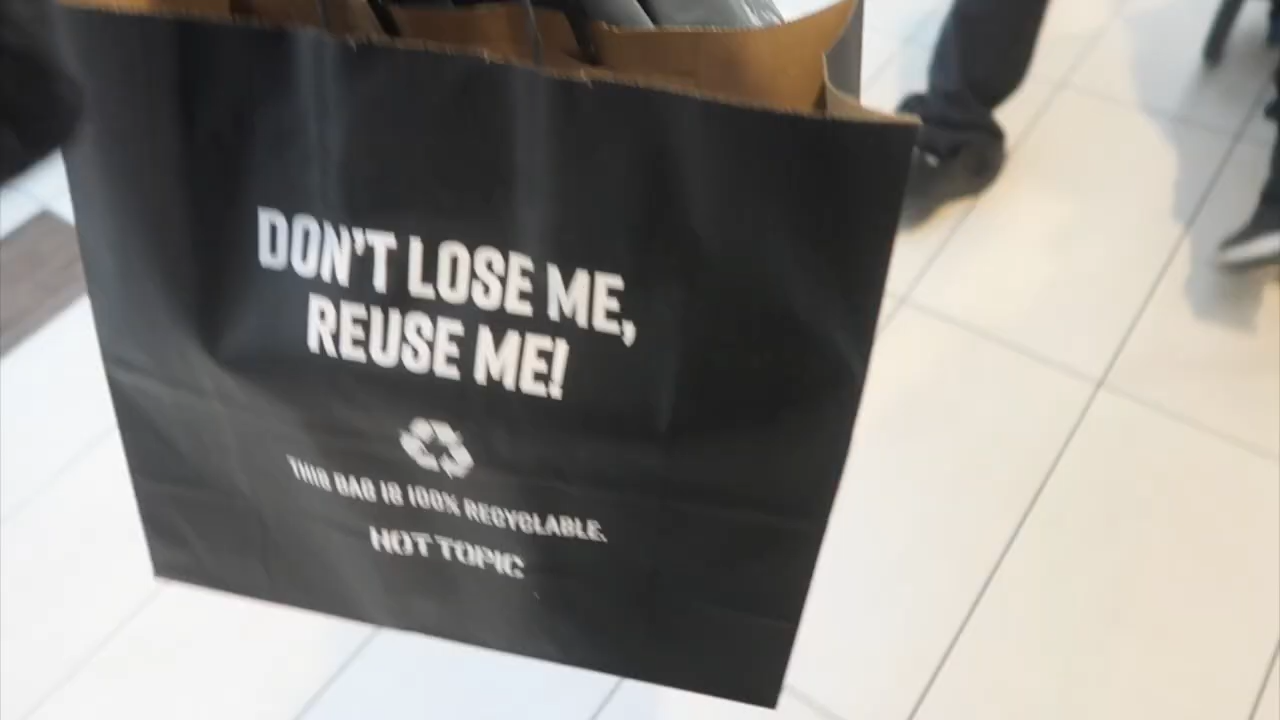 DON'T LOSE ME,
REUSE ME!
THIS BAG IS 100% RECYCLABLE.
HOT TOPIC